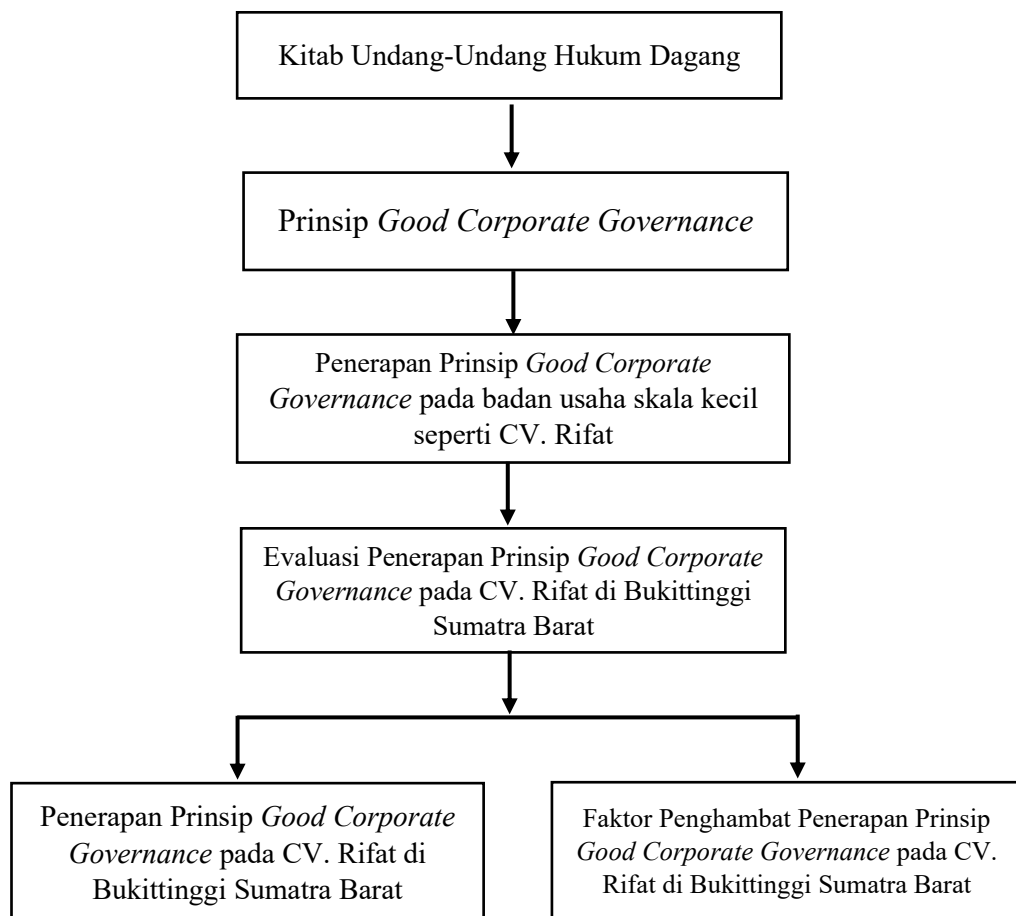 Kitab Undang-Undang Hukum Dagang
Prinsip Good Corporate Governance
Penerapan Prinsip Good Corporate
Governance pada badan usaha skala kecil
seperti CV. Rifat
Evaluasi Penerapan Prinsip Good Corporate
Governance pada CV. Rifat di Bukittinggi
Sumatra Barat
Penerapan Prinsip Good Corporate
Governance pada CV. Rifat di
Bukittinggi Sumatra Barat
Faktor Penghambat Penerapan Prinsip
Good Corporate Governance pada CV.
Rifat di Bukittinggi Sumatra Barat